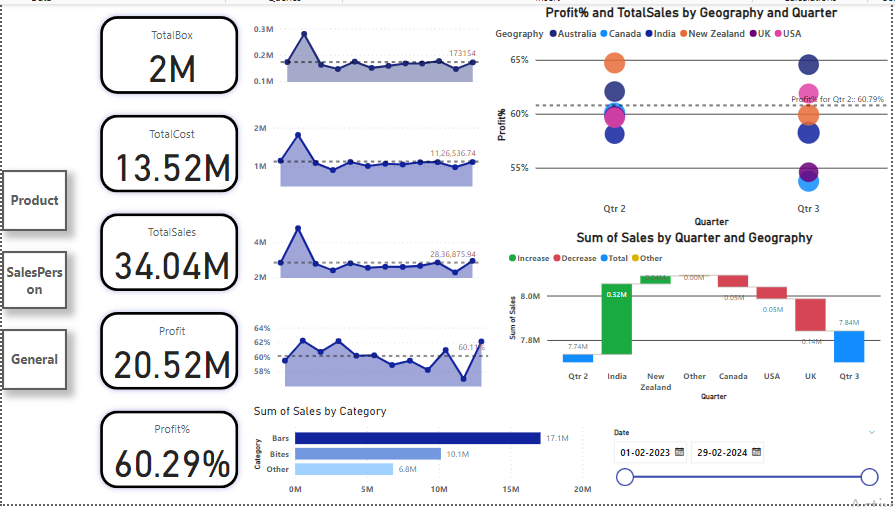 Product
SalesPers
on
General
TotalBox
2M
TotalCost
13.52M
TotalSales
34.04M
Profit
20.52M
Profit%
60.29%
0.3M
0.2M
0.1M
173154
2M
1M
11,26,536.74
4M
2M
28,36,875.94
64%
62%
60%
58%
Sum of Sales by Category
Category
Bars
Bites
Other
17.1M
10.1M
6.8M
0M
5M
10M
15M
20M
Profit% and TotalSales by Geography and Quarter
Geography
Australia
Canada
India
New Zealand
UK
USA
Profit%
65%
60%
55%
Profit% for Qtr 2:: 60.79%
Qtr 2
Qtr 3
Quarter
Sum of Sales by Quarter and Geography
Increase
Decrease
Total
Other
Sum of Sales
8.0M
7.8M
7.74M
0.32M
0.00M
0.05M
0.05M
0.14M
7.84M
Qtr 2
India
New
Zealand
Other
Canada
USA
UK
Qtr 3
Quarter
Date
01-02-2023
29-02-2024